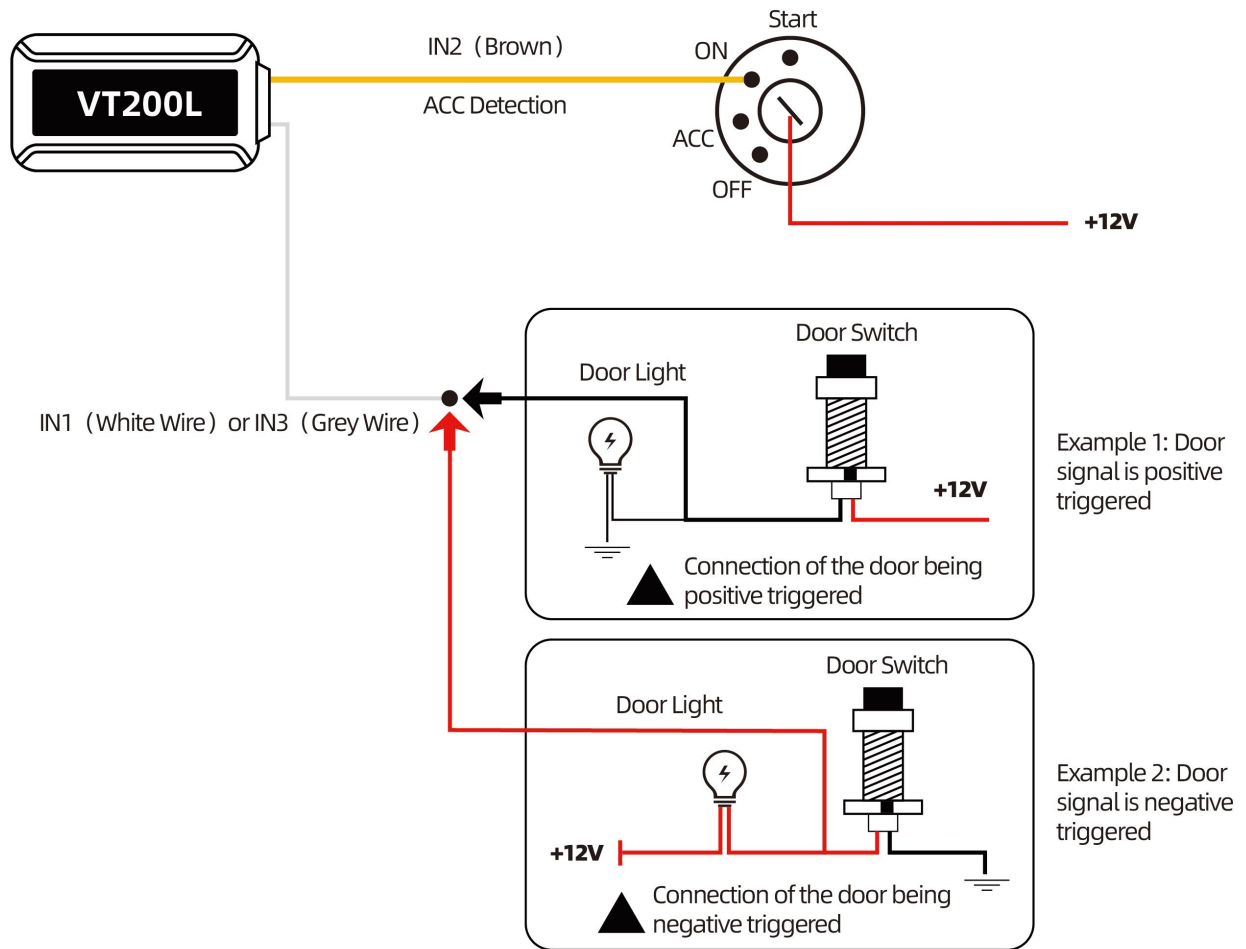 Start
IN2（Brown）
ON
VT200L
ACC Detection
ACC
OFF
+12V
Door Switch
Door Light
IN1（White Wire）or IN3（Grey Wire）
Example 1: Door
signal is positive
triggered
+12V
Connection of the door being
positive triggered
Door Switch
Door Light
Example 2: Door
signal is negative
triggered
+12V
Connection of the door being
negative triggered